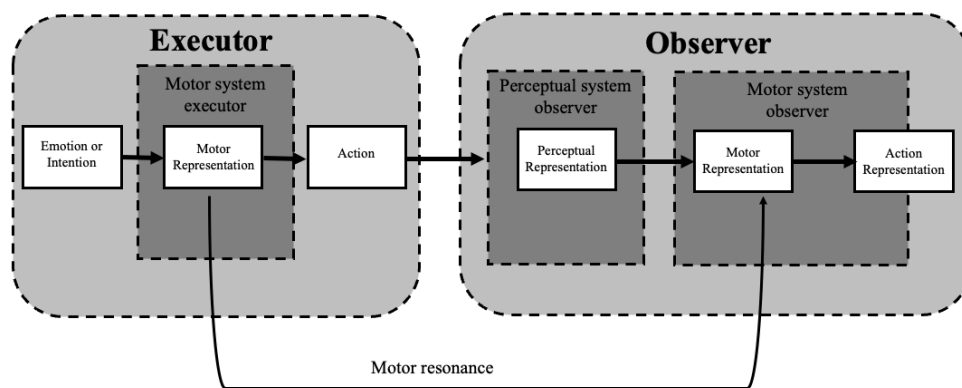 Executor
Observer
Motor system
executor
Perceptual system
observer
Motor system
observer
Emotion or
Intention
Motor
Representation
Action
Perceptual
Representation
Motor
Representation
Action
Representation
Motor resonance